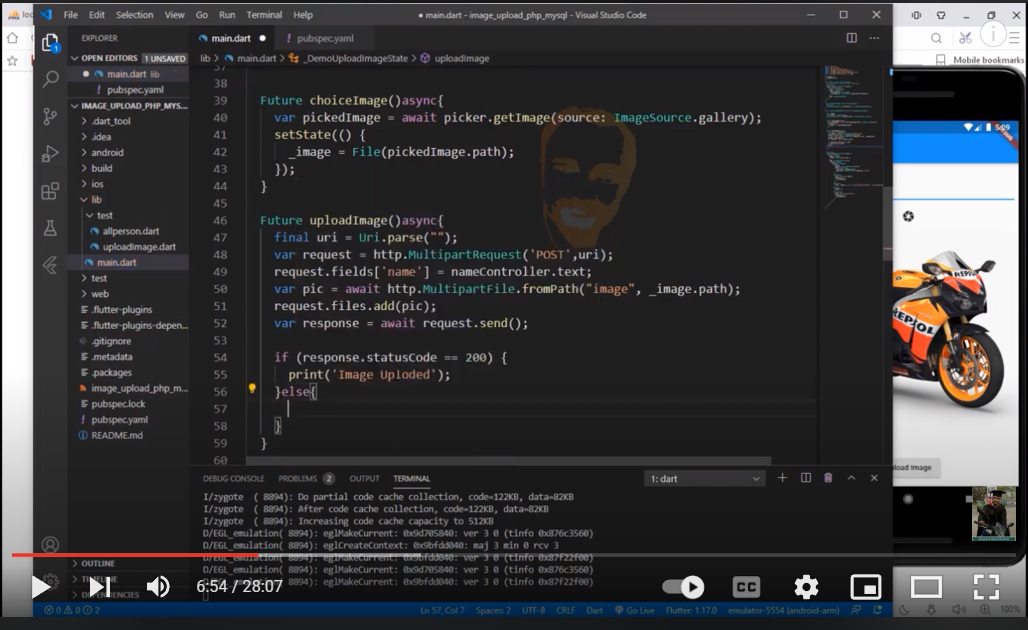 File Edit Selection View Go Run Terminal Help
● main.dart - image_upload_php_mysql - Visual Studio Code
EXPLORER
main.dart ●
! pubspec.yaml
OPEN EDITORS 1 UNSAVED
● main.dart lib
! pubspec.yaml
lib > main.dart > _DemoUploadImageState > uploadImage
Mobile bookmarks
IMAGE_UPLOAD_PHP_MYS...
.dart_tool
.idea
android
build
ios
lib
test
allperson.dart
uploadimage.dart
main.dart
test
web
.flutter-plugins
.flutter-plugins-depen...
.gitignore
.metadata
.packages
image_upload_php_m...
pubspec.lock
pubspec.yaml
README.md
37
38
39 Future choiceImage()async{
40 var pickedImage = await picker.getImage(source: ImageSource.gallery);
41 setState(() {
42 _image = File(pickedImage.path);
43 });
44 }
45
46 Future uploadImage()async{
47 final uri = Uri.parse("");
48 var request = http.MultipartRequest('POST',uri);
49 request.fields['name'] = nameController.text;
50 var pic = await http.MultipartFile.fromPath("image", _image.path);
51 request.files.add(pic);
52 var response = await request.send();
53
54 if (response.statusCode == 200) {
55 print('Image Uploded');
56 }else{
57
58 }
59 }
60
5:09
REPSOL
REPSOL
load Image
DEBUG CONSOLE PROBLEMS 2 OUTPUT TERMINAL
1: dart
I/zygote ( 8894): Do partial code cache collection, code=122KB, data=82KB
I/zygote ( 8894): After code cache collection, code=122KB, data=82KB
I/zygote ( 8894): Increasing code cache capacity to 512KB
D/EGL_emulation( 8894): eglMakeCurrent: 0x9d705840: ver 3 0 (tinfo 0x876c3560)
D/EGL_emulation( 8894): eglCreateContext: 0x9bfdd040: maj 3 min 0 rcv 3
D/EGL_emulation( 8894): eglMakeCurrent: 0x9bfdd040: ver 3 0 (tinfo 0x87f22f00)
D/EGL_emulation( 8894): eglMakeCurrent: 0x9d705840: ver 3 0 (tinfo 0x876c3560)
D/EGL_emulation( 8894): eglMakeCurrent: 0x9bfdd040: ver 3 0 (tinfo 0x87f22f00)
OUTLINE
TIMELINE
DEPENDENCIES
6:54 / 28:07
CC
0 0 2
Ln 57, Col 7 Spaces: 2 UTF-8 CRLF Dart Go Live Flutter: 1.17.0 emulator-5554 (android-arm)
100%